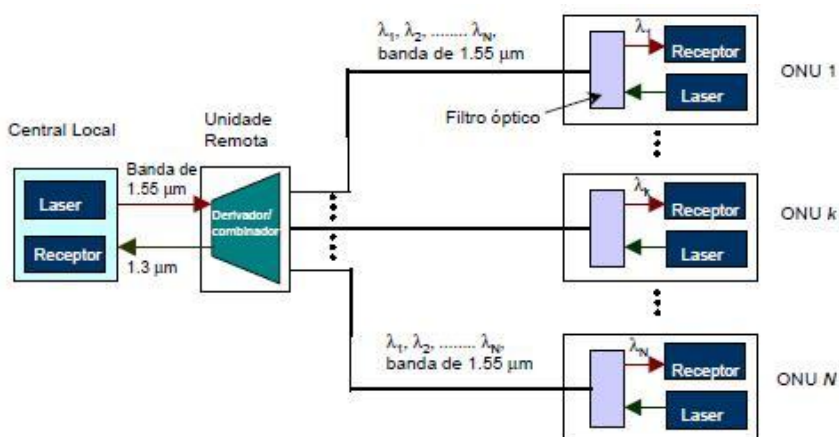 Central Local
Laser
Receptor
Banda de
1.55 μm
1.3 μm
Unidade
Remota
Derivador/
combinador
λ1, λ2, ........ λN,
banda de 1.55 μm
Filtro óptico
λ1
Receptor
Laser
ONU 1
λk
Receptor
Laser
ONU k
λ1, λ2, ........ λN,
banda de 1.55 μm
λN
Receptor
Laser
ONU N